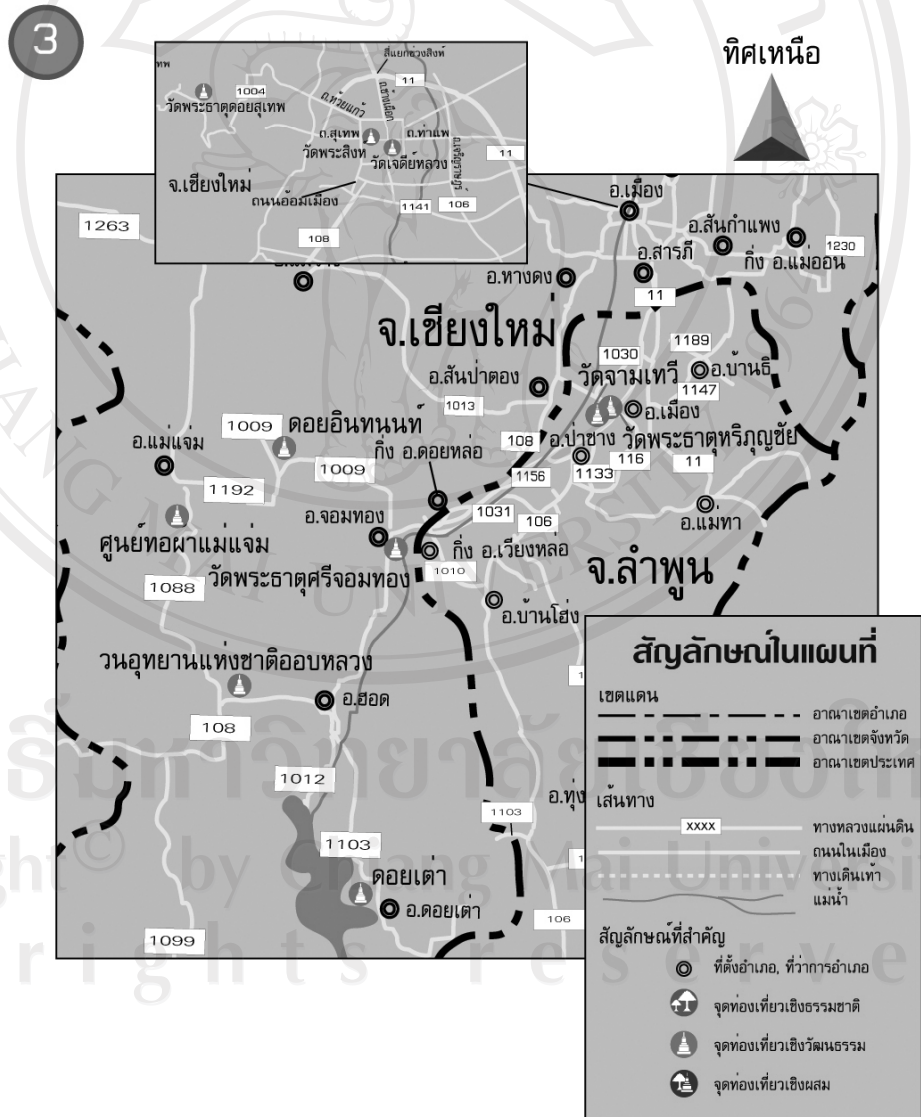 3
ทิศเหนือ
สี่แยกข่วงสิงห์
11
ถ.ช้างเผือก
1004
ถ.ห้วยแก้ว
วัดพระธาตุดอยสุเทพ
ถ.สุเทพ
ถ.ท่าแพ
วัดพระสิงห
วัดเจดีย์หลวง
11
จ.เชียงใหม่
ถนนอ้อมเมือง
1141
106
108
อ.เมือง
1263
อ.สันกำแพง
อ.สารภี
กิ่ง อ.แม่ออน
1230
อ.หางดง
11
จ.เชียงใหม่
1030
1189
อ.สันป่าตอง
วัดจามเทวี
อ.บ้านธิ
1147
1013
อ.เมือง
1009
ดอยอินทนนท์
108
อ.ป่าซาง
วัดพระธาตุหริภุญชัย
อ.แม่แจ่ม
1009
กิ่ง อ.ดอยหล่อ
116
11
1156
1133
1192
1031
106
อ.จอมทอง
อ.แม่ทา
ศูนย์ทอผ้าแม่แจ่ม
กิ่ง อ.เวียงหล่อ
วัดพระธาตุศรีจอมทอง
1010
จ.ลำพูน
1088
อ.บ้านโฮ่ง
วนอุทยานแห่งชาติออบหลวง
อ.ฮอด
108
1012
อ.ทุ่ง
1103
1103
ดอยเต่า
อ.ดอยเต่า
106
1099
สัญลักษณ์ในแผนที่
เขตแดน
อาณาเขตอำเภอ
อาณาเขตจังหวัด
อาณาเขตประเทศ
เส้นทาง
xxxx
ทางหลวงแผ่นดิน
ถนนในเมือง
ทางเดินเท้า
แม่น้ำ
สัญลักษณ์ที่สำคัญ
ที่ตั้งอำเภอ, ที่ว่าการอำเภอ
จุดท่องเที่ยวเชิงธรรมชาติ
จุดท่องเที่ยวเชิงวัฒนธรรม
จุดท่องเที่ยวเชิงผสม